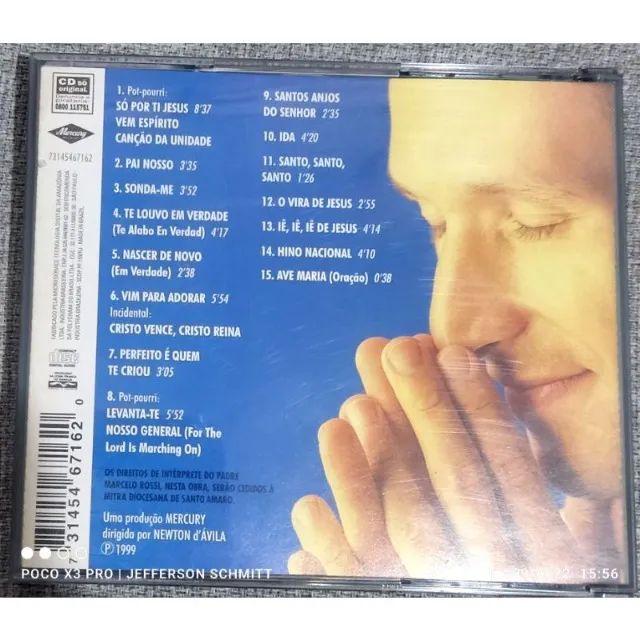 CD só
original.
Denuncie a
pirataria
0800 115751
Mercury
73145467162
COMPACT
disc
DIGITAL AUDIO
7 31454 67162 0
1. Pot-pourri:
SÓ POR TI JESUS 8'37
VEM ESPÍRITO
CANÇÃO DA UNIDADE
2. PAI NOSSO 3'35
3. SONDA-ME 3'52
4. TE LOUVO EM VERDADE
(Te Alabo En Verdad) 4'17
5. NASCER DE NOVO
(Em Verdade) 2'38
6. VIM PARA ADORAR 5'54
Incidental:
CRISTO VENCE, CRISTO REINA
7. PERFEITO É QUEM
TE CRIOU 3'05
8. Pot-pourri:
LEVANTA-TE 5'52
NOSSO GENERAL (For The
Lord Is Marching On)
9. SANTOS ANJOS
DO SENHOR 2'35
10. IDA 4'20
11. SANTO, SANTO,
SANTO 1'26
12. O VIRA DE JESUS 2'55
13. IÊ, IÊ, IÊ DE JESUS 4'14
14. HINO NACIONAL 4'10
15. AVE MARIA (Oração) 0'38
OS DIREITOS DE INTÉRPRETE DO PADRE
MARCELO ROSSI, NESTA OBRA, SERÃO CEDIDOS À
MITRA DIOCESANA DE SANTO AMARO.
Uma produção MERCURY
dirigida por NEWTON d'ÁVILA
Ⓟ 1999
POCO X3 PRO | JEFFERSON SCHMITT
15:56